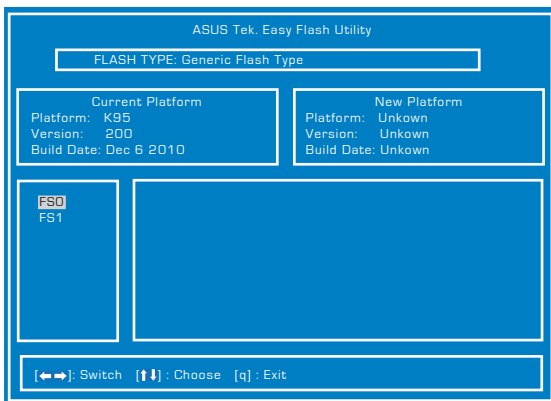 ASUS Tek. Easy Flash Utility
FLASH TYPE: Generic Flash Type
Current Platform
Platform: K95
Version: 200
Build Date: Dec 6 2010
New Platform
Platform: Unkown
Version: Unkown
Build Date: Unkown
FS0
FS1
[←→]: Switch [↑↓] : Choose [q] : Exit